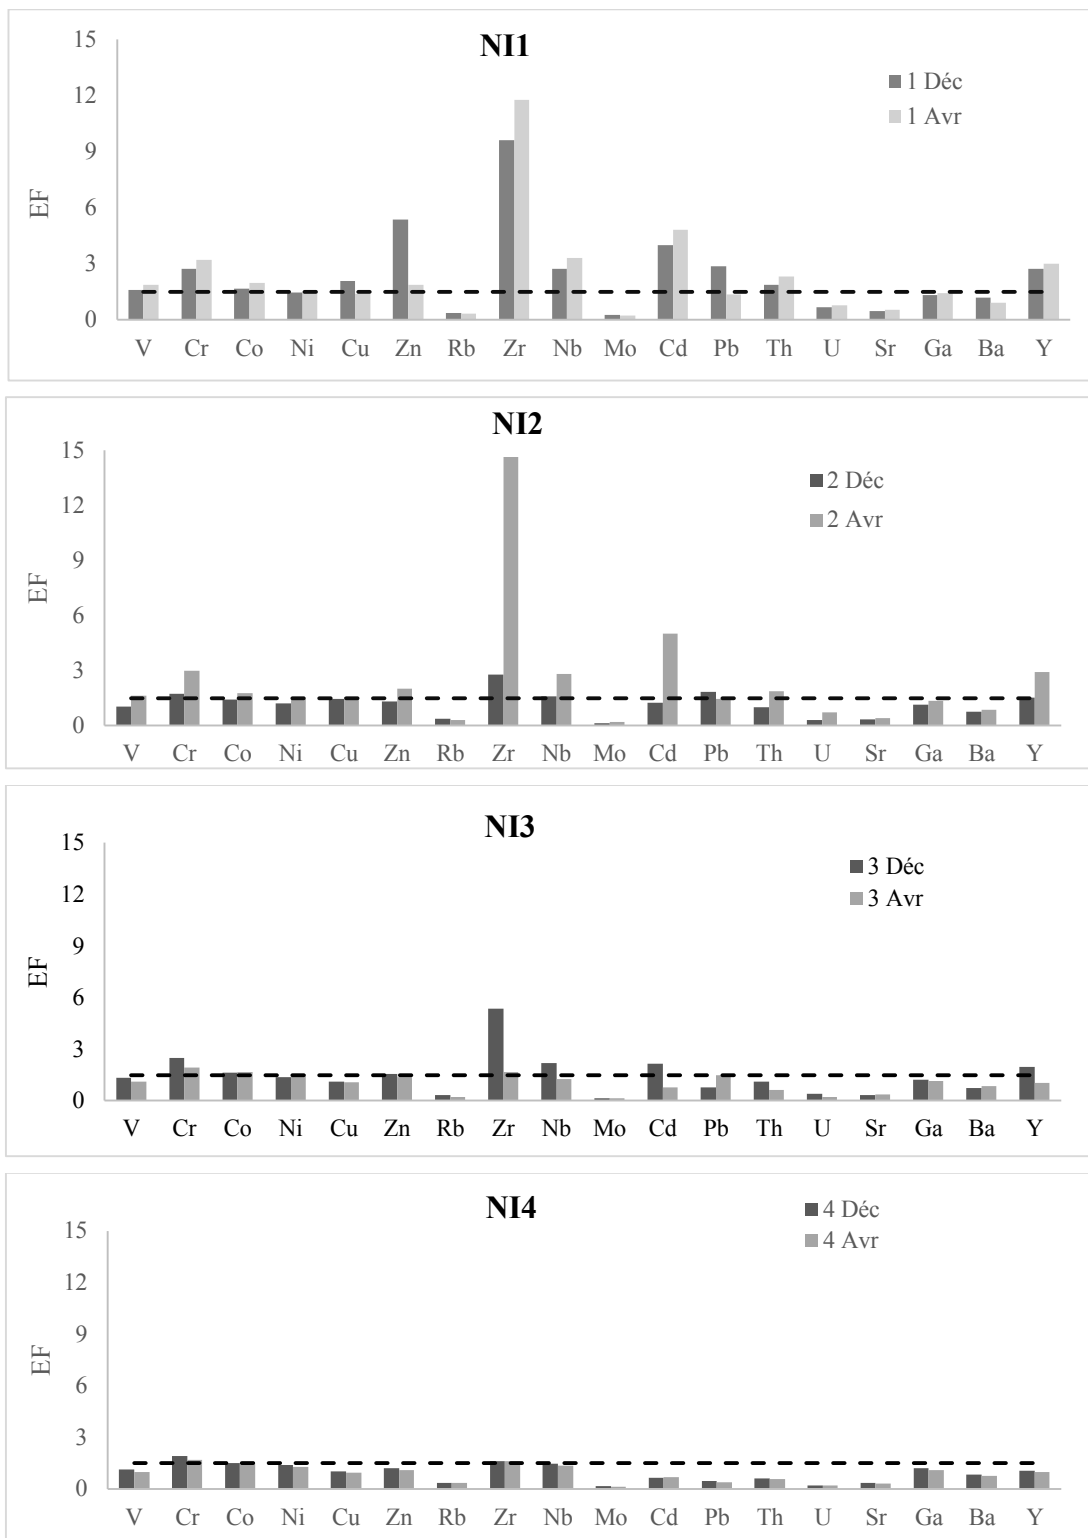 NI1
15
12
9
6
3
0
EF
1 Déc
1 Avr
V Cr Co Ni Cu Zn Rb Zr Nb Mo Cd Pb Th U Sr Ga Ba Y
NI2
15
12
9
6
3
0
EF
2 Déc
2 Avr
V Cr Co Ni Cu Zn Rb Zr Nb Mo Cd Pb Th U Sr Ga Ba Y
NI3
15
12
9
6
3
0
EF
3 Déc
3 Avr
V Cr Co Ni Cu Zn Rb Zr Nb Mo Cd Pb Th U Sr Ga Ba Y
NI4
15
12
9
6
3
0
EF
4 Déc
4 Avr
V Cr Co Ni Cu Zn Rb Zr Nb Mo Cd Pb Th U Sr Ga Ba Y